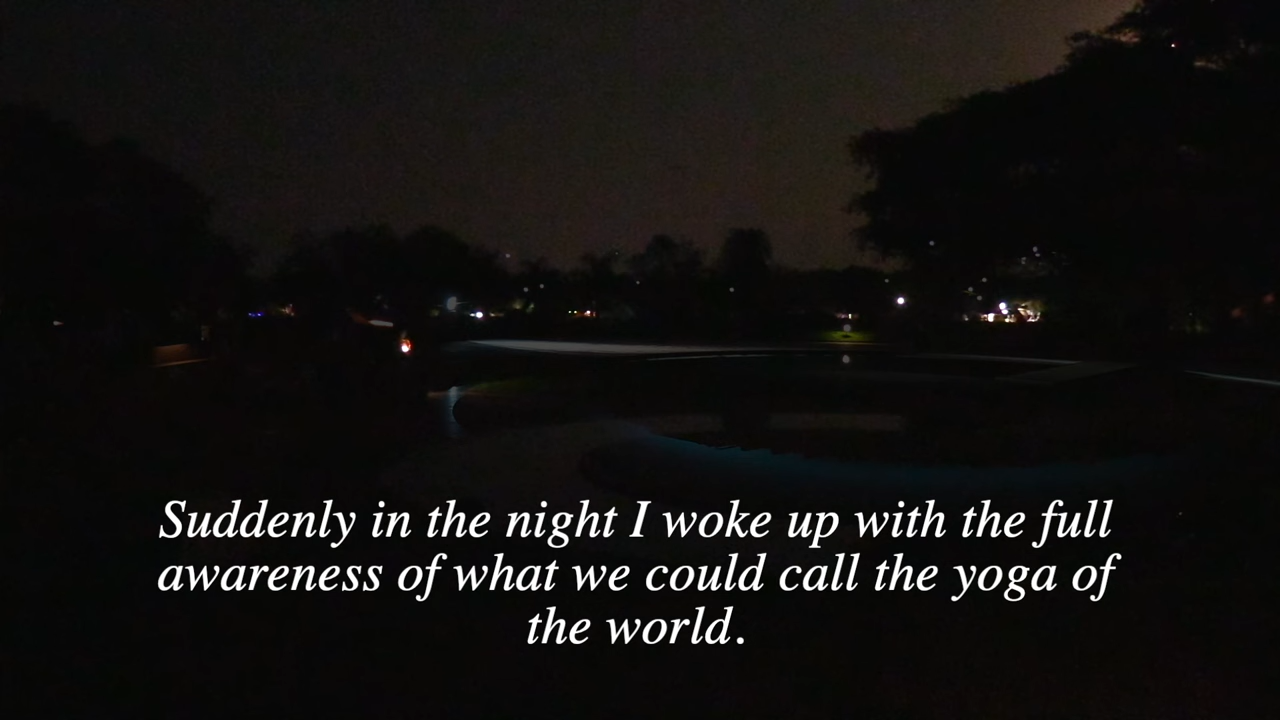 Suddenly in the night I woke up with the full
awareness of what we could call the yoga of
the world.